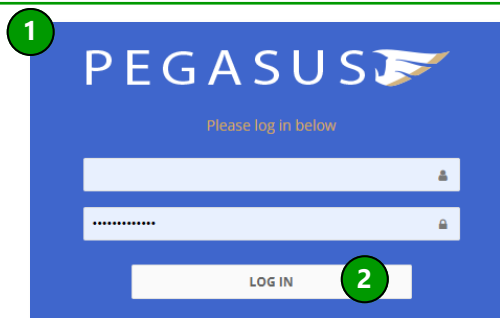 1
PEGASUS
Please log in below
•••••••••••••
LOG IN 2